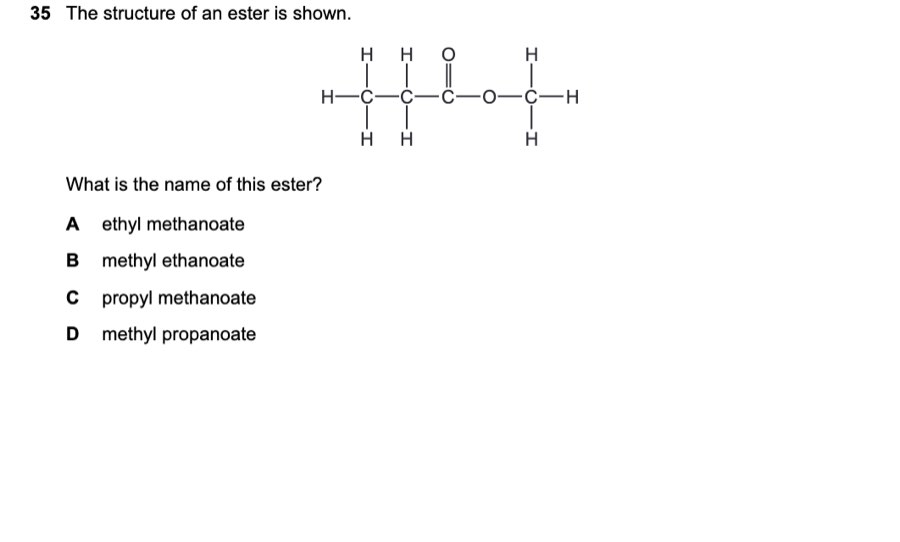 35 The structure of an ester is shown.
H H O H
H C C C O C H
H H H
What is the name of this ester?
A ethyl methanoate
B methyl ethanoate
C propyl methanoate
D methyl propanoate